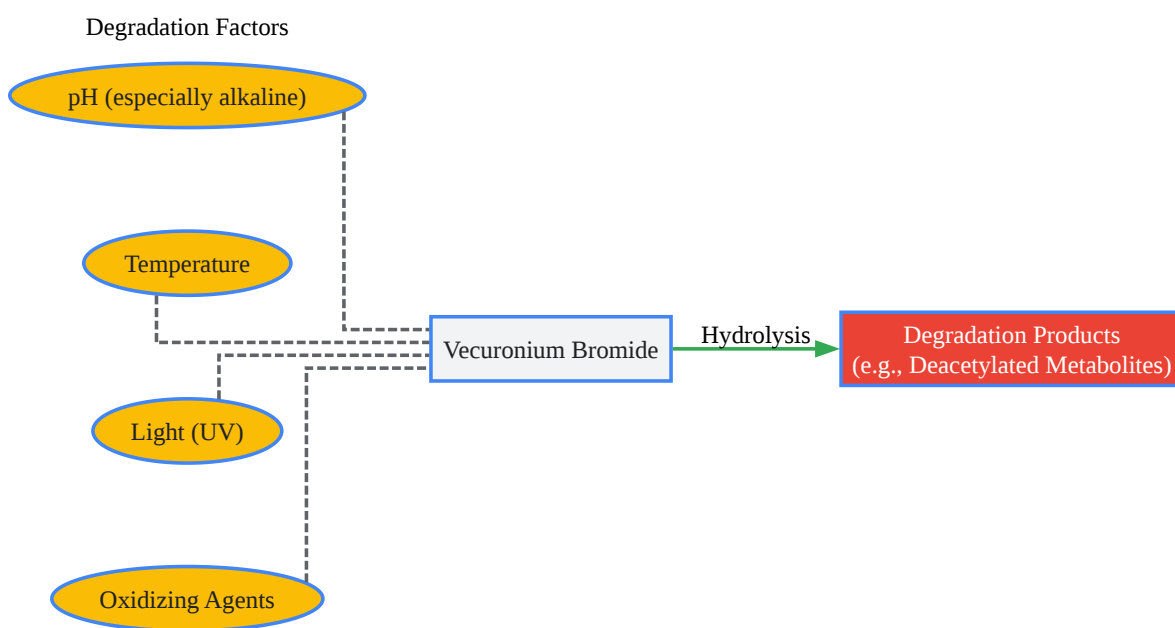 Degradation Factors
pH (especially alkaline)
Temperature
Light (UV)
Oxidizing Agents
Vecuronium Bromide
Hydrolysis
Degradation Products
(e.g., Deacetylated Metabolites)